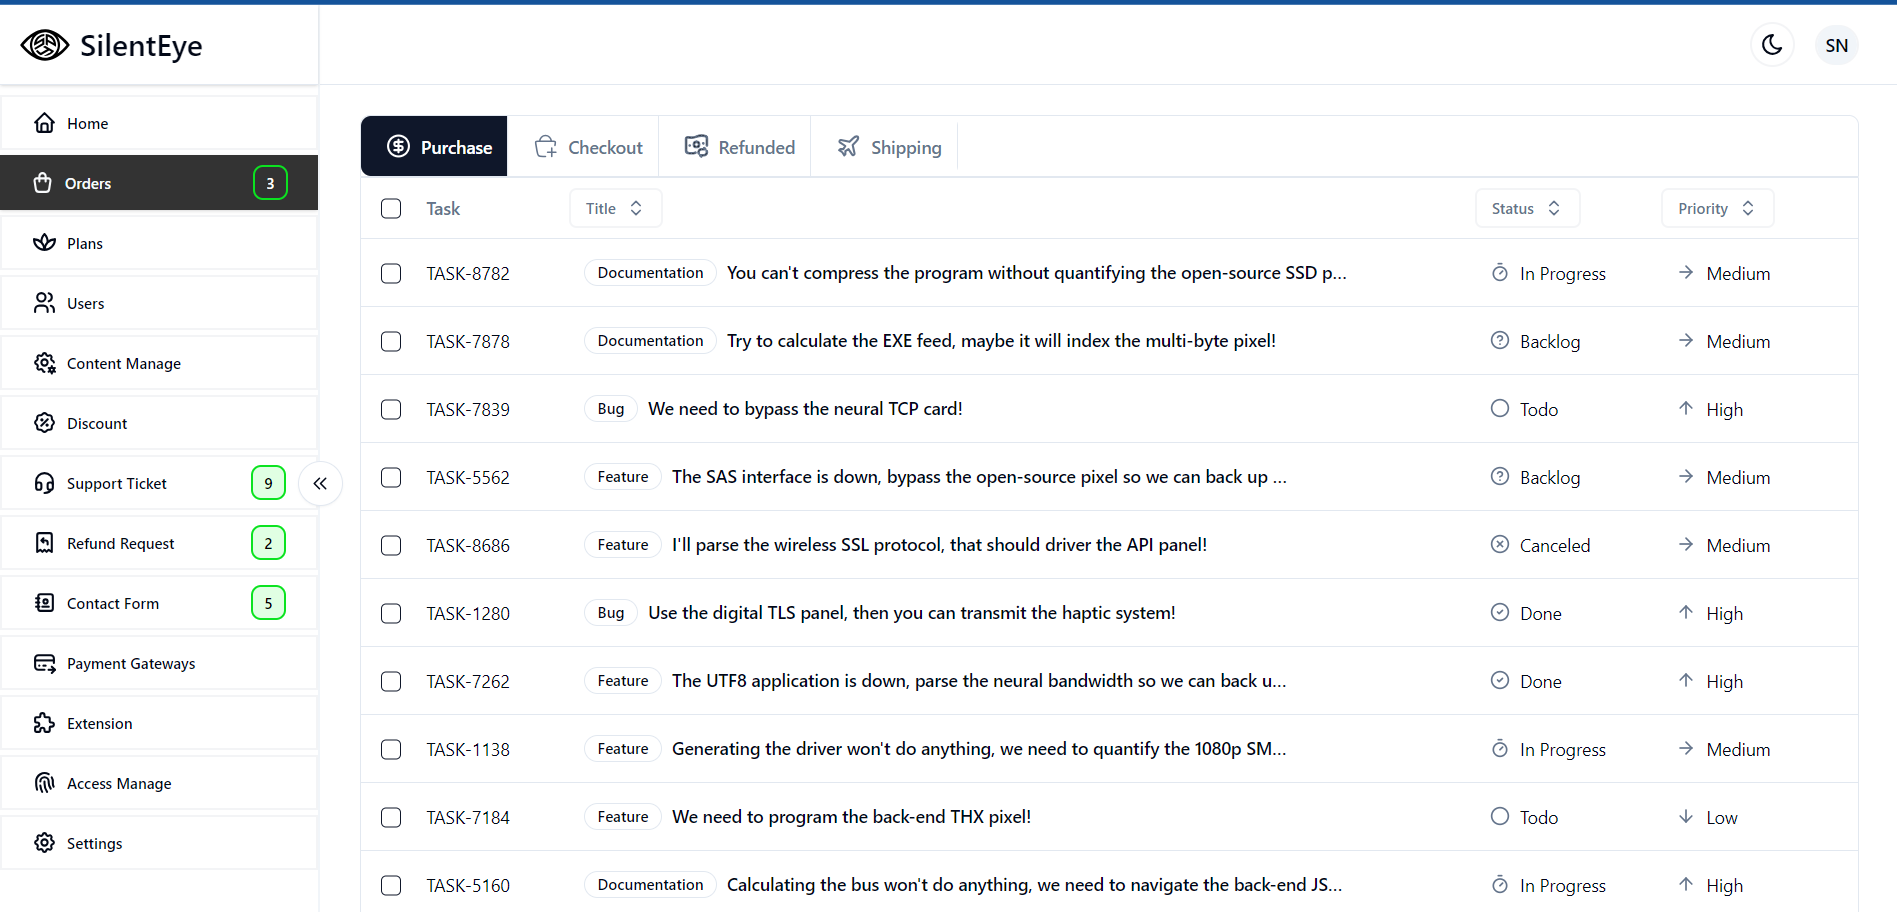 SilentEye
SN
Home
Orders 3
Plans
Users
Content Manage
Discount
Support Ticket 9
Refund Request 2
Contact Form 5
Payment Gateways
Extension
Access Manage
Settings
Purchase Checkout Refunded Shipping
Task Title Status Priority
TASK-8782 Documentation You can't compress the program without quantifying the open-source SSD p... In Progress Medium
TASK-7878 Documentation Try to calculate the EXE feed, maybe it will index the multi-byte pixel! Backlog Medium
TASK-7839 Bug We need to bypass the neural TCP card! Todo High
TASK-5562 Feature The SAS interface is down, bypass the open-source pixel so we can back up ... Backlog Medium
TASK-8686 Feature I'll parse the wireless SSL protocol, that should driver the API panel! Canceled Medium
TASK-1280 Bug Use the digital TLS panel, then you can transmit the haptic system! Done High
TASK-7262 Feature The UTF8 application is down, parse the neural bandwidth so we can back u... Done High
TASK-1138 Feature Generating the driver won't do anything, we need to quantify the 1080p SM... In Progress Medium
TASK-7184 Feature We need to program the back-end THX pixel! Todo Low
TASK-5160 Documentation Calculating the bus won't do anything, we need to navigate the back-end JS... In Progress High